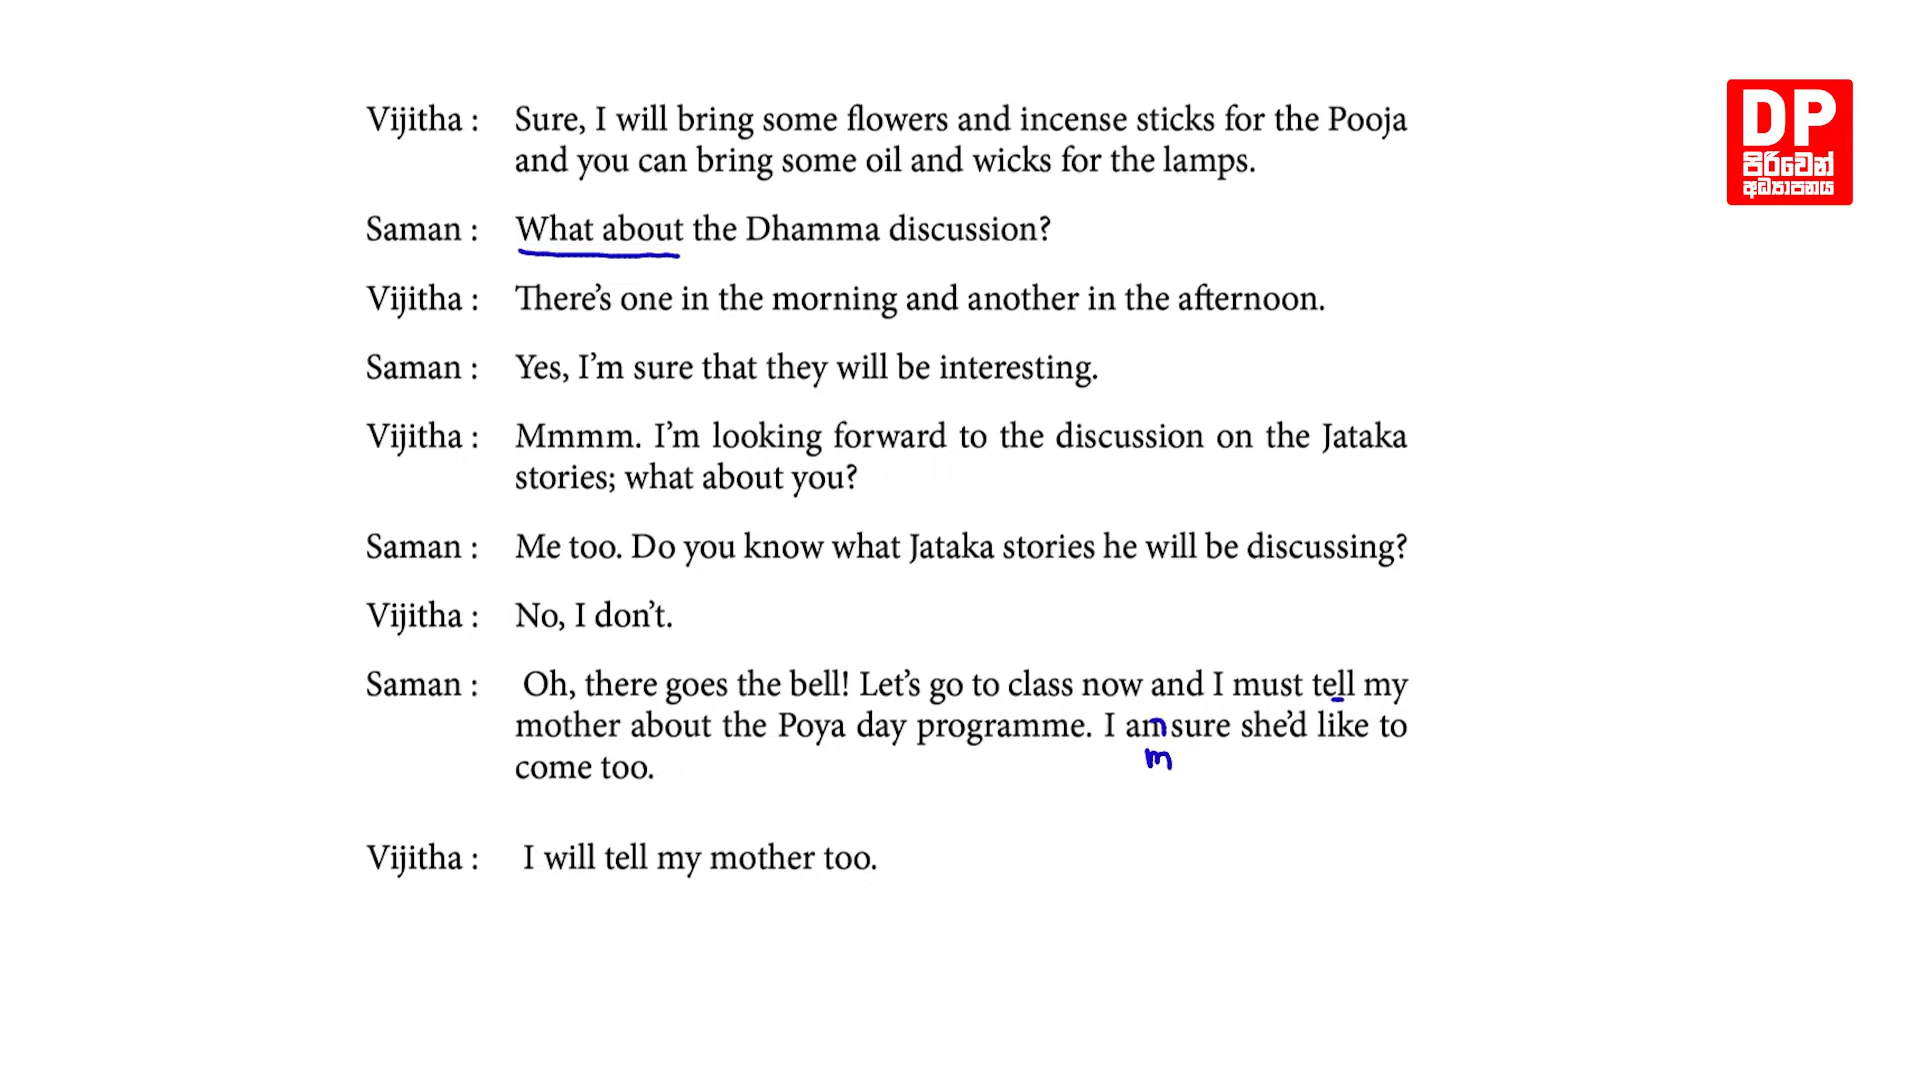 Vijitha : Sure, I will bring some flowers and incense sticks for the Pooja
and you can bring some oil and wicks for the lamps.
Saman : What about the Dhamma discussion?
Vijitha : There's one in the morning and another in the afternoon.
Saman : Yes, I'm sure that they will be interesting.
Vijitha : Mmmm. I'm looking forward to the discussion on the Jataka
stories; what about you?
Saman : Me too. Do you know what Jataka stories he will be discussing?
Vijitha : No, I don't.
Saman : Oh, there goes the bell! Let's go to class now and I must tell my
mother about the Poya day programme. I am sure she'd like to
m
come too.
Vijitha : I will tell my mother too.
DP
පිරිවෙන්
අධ්‍යාපනය